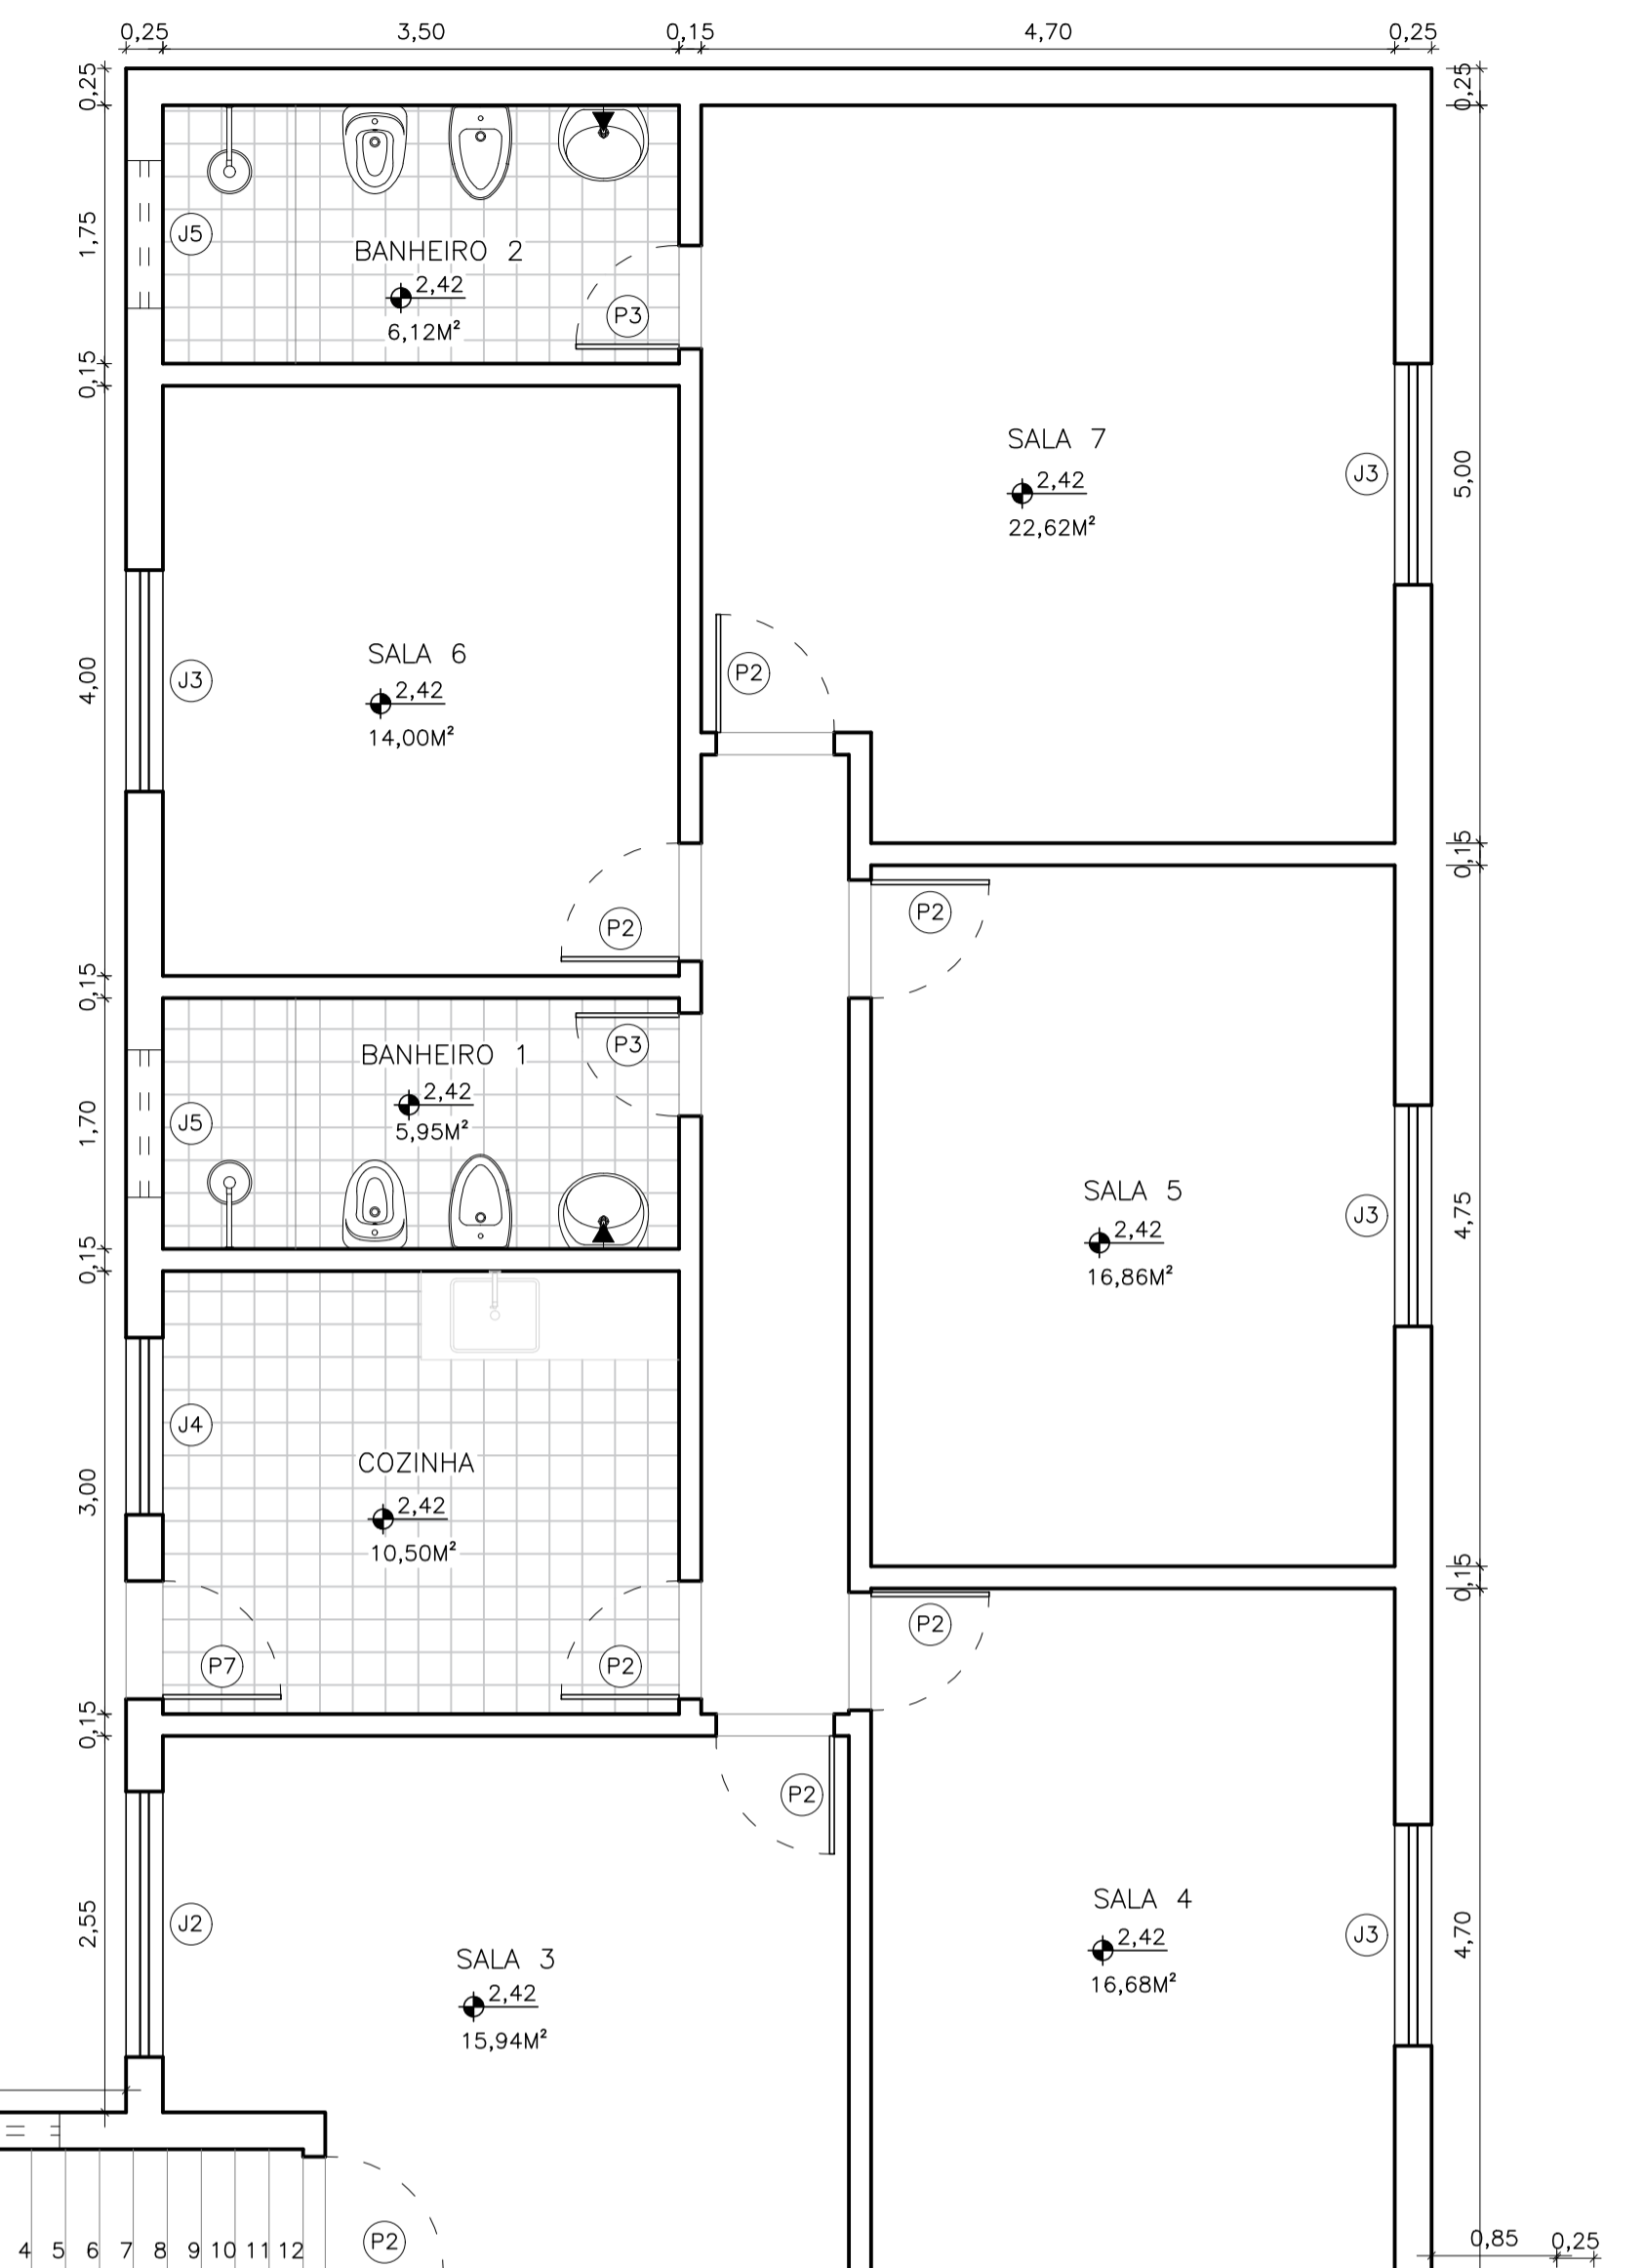 0,25 3,50 0,15 4,70 0,25
0,25
0,25
1,75
J5
BANHEIRO 2
2,42
6,12M²
P3
0,15
SALA 7
2,42
22,62M²
J3
5,00
4,00
J3
SALA 6
2,42
14,00M²
P2
P2
0,15
P2
0,15
BANHEIRO 1
2,42
5,95M²
P3
J5
1,70
0,15
SALA 5
2,42
16,86M²
J3
4,75
J4
COZINHA
2,42
10,50M²
3,00
0,15
P7
P2
P2
0,15
P2
2,55
J2
SALA 3
2,42
15,94M²
SALA 4
2,42
16,68M²
J3
4,70
P2
4 5 6 7 8 9 10 11 12
0,85 0,25